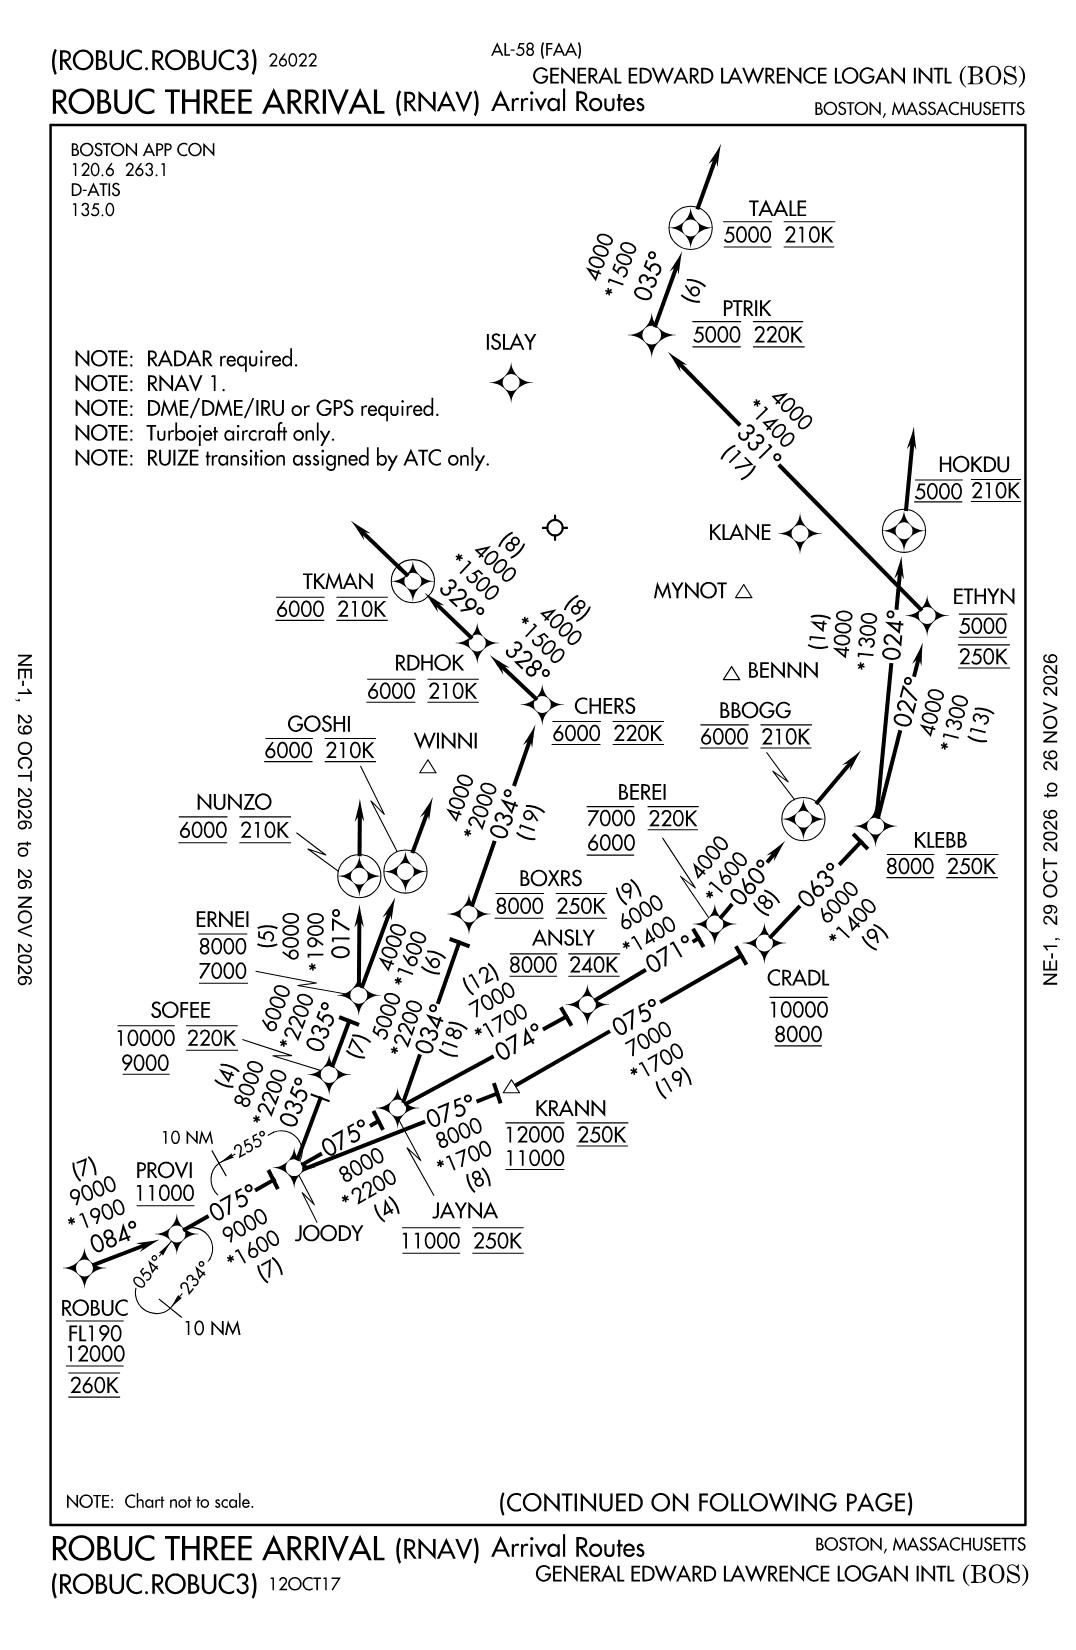 (ROBUC.ROBUC3) 26022
AL-58 (FAA)
GENERAL EDWARD LAWRENCE LOGAN INTL (BOS)
ROBUC THREE ARRIVAL (RNAV) Arrival Routes
BOSTON, MASSACHUSETTS
BOSTON APP CON
120.6 263.1
D-ATIS
135.0
TAALE
5000 210K
4000
*1500
035°
(6)
PTRIK
5000 220K
ISLAY
NOTE: RADAR required.
NOTE: RNAV 1.
NOTE: DME/DME/IRU or GPS required.
NOTE: Turbojet aircraft only.
NOTE: RUIZE transition assigned by ATC only.
4000
*1400
331°
(17)
HOKDU
5000 210K
KLANE
MYNOT
ETHYN
5000
250K
(14)
4000
*1300
024°
027°
4000
*1300
(13)
TKMAN
6000 210K
(8)
4000
*1500
329°
(8)
4000
*1500
328°
RDHOK
6000 210K
BENNN
CHERS
6000 220K
BBOGG
6000 210K
GOSHI
6000 210K
WINNI
NUNZO
6000 210K
4000
*2000
034°
(19)
BEREI
7000 220K
6000
KLEBB
8000 250K
4000
*1600
060°
(8)
063°
6000
*1400
(9)
BOXRS
8000 250K
(9)
6000
*1400
071°
ERNEI
8000
7000
(5)
6000
*1900
017°
4000
*1600
(6)
ANSLY
8000 240K
CRADL
10000
8000
(12)
7000
*1700
074°
SOFEE
10000 220K
9000
6000
*2200
035°
(7)
5000
*2200
034°
(18)
075°
7000
*1700
(19)
(4)
8000
*2200
035°
KRANN
12000 250K
11000
075°
8000
*2200
(4)
075°
8000
*1700
(8)
10 NM
255°
PROVI
11000
(7)
9000
*1900
084°
075°
9000
*1600
(7)
JOODY
JAYNA
11000 250K
054°
234°
10 NM
ROBUC
FL190
12000
260K
NE-1, 29 OCT 2026 to 26 NOV 2026
NE-1, 29 OCT 2026 to 26 NOV 2026
NOTE: Chart not to scale.
(CONTINUED ON FOLLOWING PAGE)
ROBUC THREE ARRIVAL (RNAV) Arrival Routes
BOSTON, MASSACHUSETTS
(ROBUC.ROBUC3) 12OCT17
GENERAL EDWARD LAWRENCE LOGAN INTL (BOS)